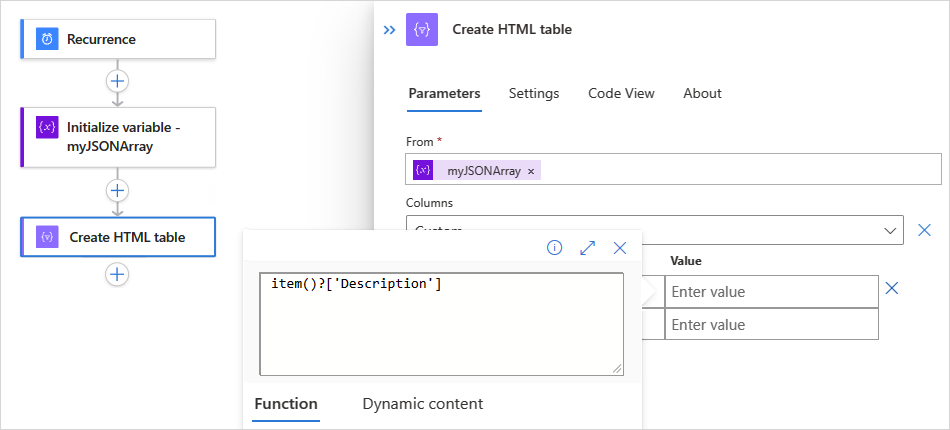 Recurrence
Initialize variable -
myJSONArray
Create HTML table
Create HTML table
Parameters
Settings
Code View
About
From *
{x}
myJSONArray ×
Columns
Value
Enter value
Enter value
item()?['Description']
Function
Dynamic content